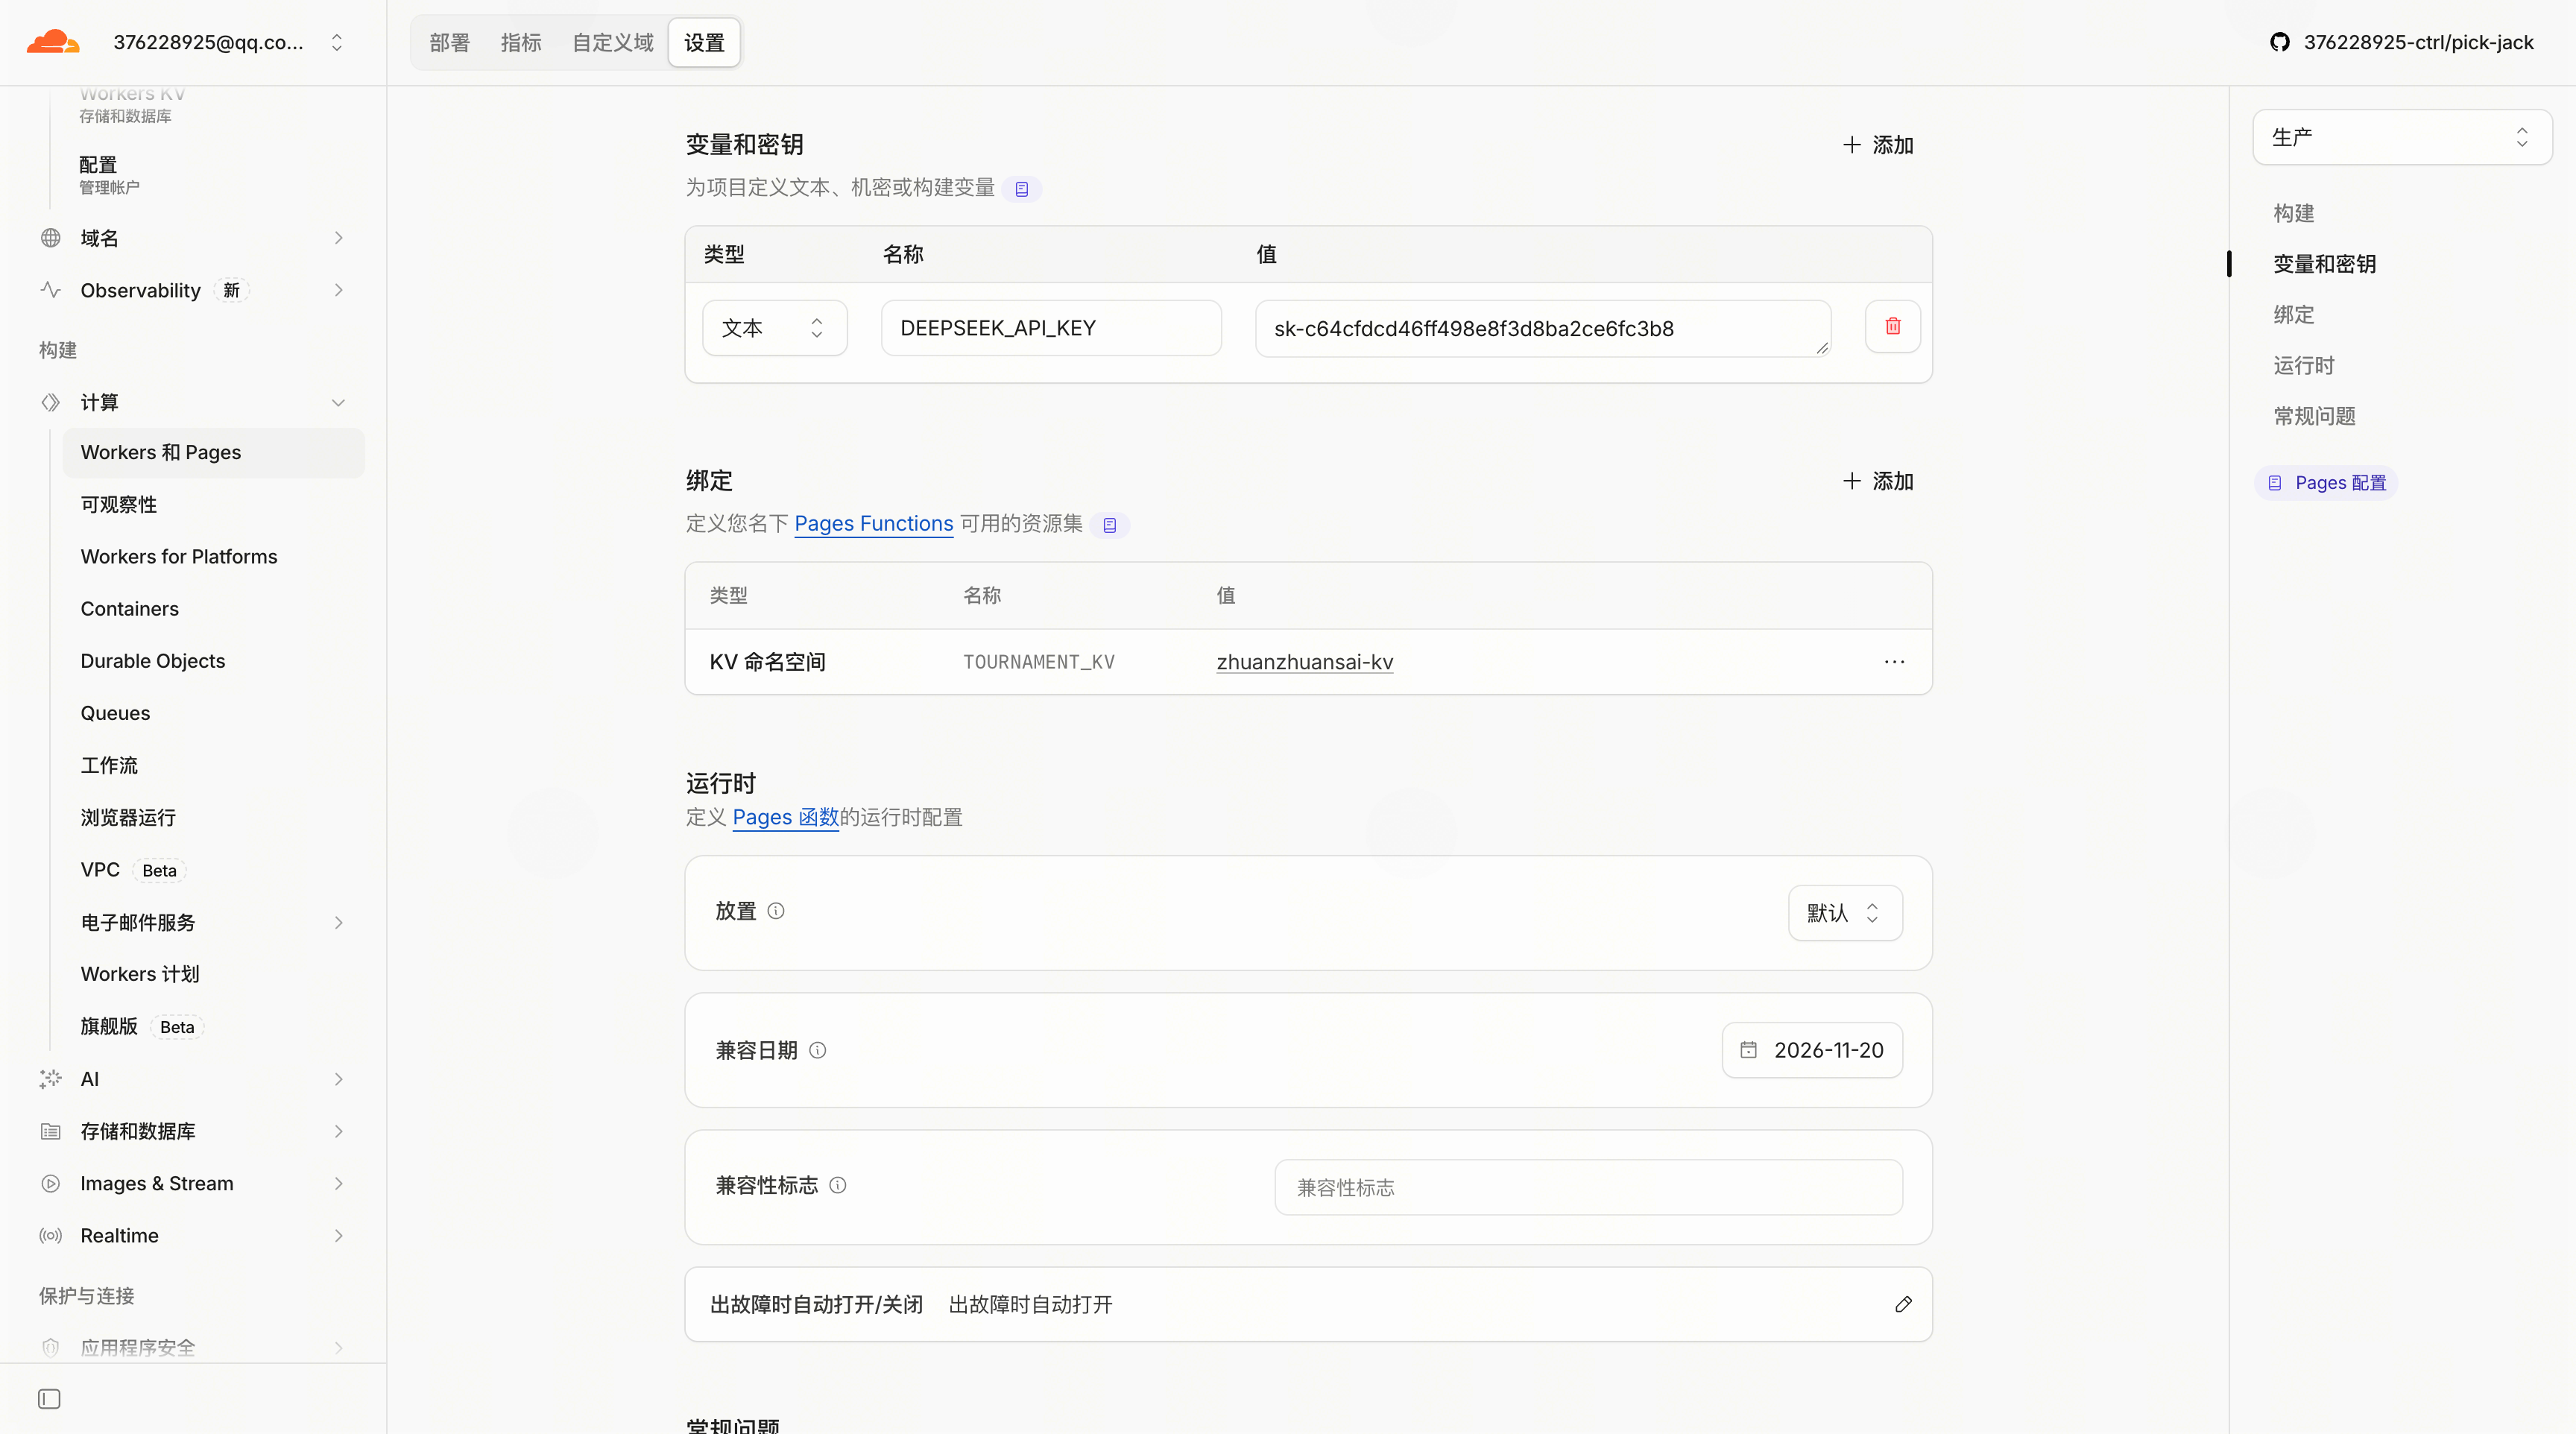 376228925@qq.co...
部署
指标
自定义域
设置
376228925-ctrl/pick-jack
Workers KV
存储和数据库
配置
管理帐户
域名
Observability 新
构建
计算
Workers 和 Pages
可观察性
Workers for Platforms
Containers
Durable Objects
Queues
工作流
浏览器运行
VPC Beta
电子邮件服务
Workers 计划
旗舰版 Beta
AI
存储和数据库
Images & Stream
Realtime
保护与连接
应用程序安全
变量和密钥
添加
为项目定义文本、机密或构建变量
类型 名称 值
文本 DEEPSEEK_API_KEY sk-c64cfdcd46ff498e8f3d8ba2ce6fc3b8
绑定
添加
定义您名下 Pages Functions 可用的资源集
类型 名称 值
KV 命名空间 TOURNAMENT_KV zhuanzhuansai-kv
运行时
定义 Pages 函数的运行时配置
放置 默认
兼容日期 2026-11-20
兼容性标志 兼容性标志
出故障时自动打开/关闭 出故障时自动打开
常规问题
生产
构建
变量和密钥
绑定
运行时
常规问题
Pages 配置